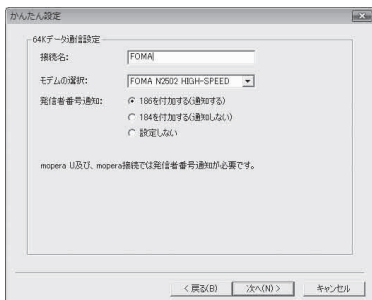 かんたん設定
64Kデータ通信設定
接続名: FOMA
モデムの選択: FOMA N2502 HIGH-SPEED
発信者番号通知: 186を付加する(通知する)
184を付加する(通知しない)
設定しない
mopera U及び、mopera接続では発信者番号通知が必要です。
< 戻る(B) 次へ(N) > キャンセル